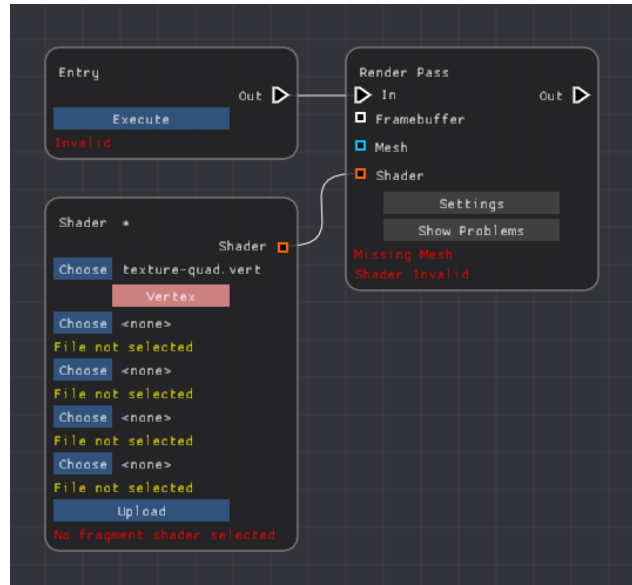 Entry
Out
Execute
Invalid
Render Pass
In Out
Framebuffer
Mesh
Shader
Settings
Show Problems
Missing Mesh
Shader Invalid
Shader *
Shader
Choose texture-quad.vert
Vertex
Choose <none>
File not selected
Choose <none>
File not selected
Choose <none>
File not selected
Choose <none>
File not selected
Upload
No fragment shader selected